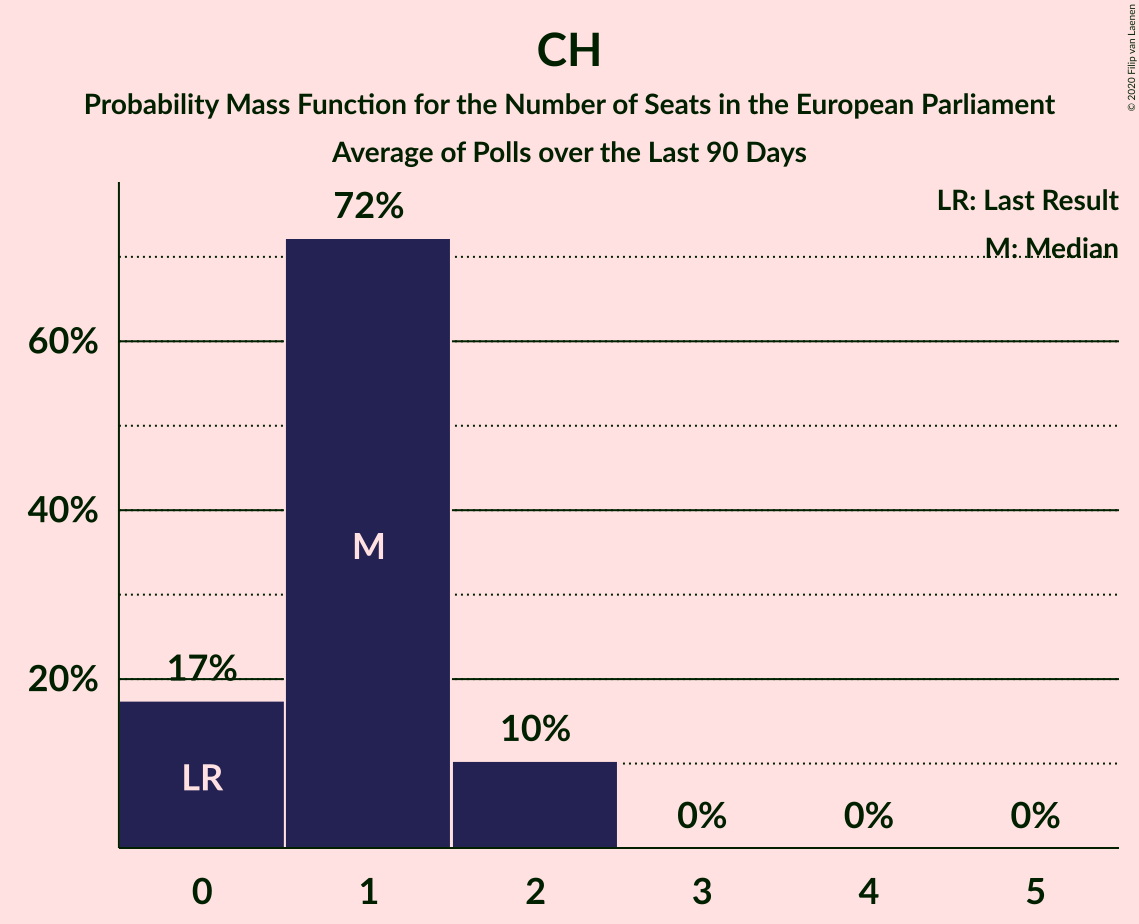 CH
Probability Mass Function for the Number of Seats in the European Parliament
Average of Polls over the Last 90 Days
© 2020 Filip van Laenen
LR: Last Result
M: Median
72%
60%
40%
M
17%
20%
10%
LR
0% 0% 0%
0 1 2 3 4 5